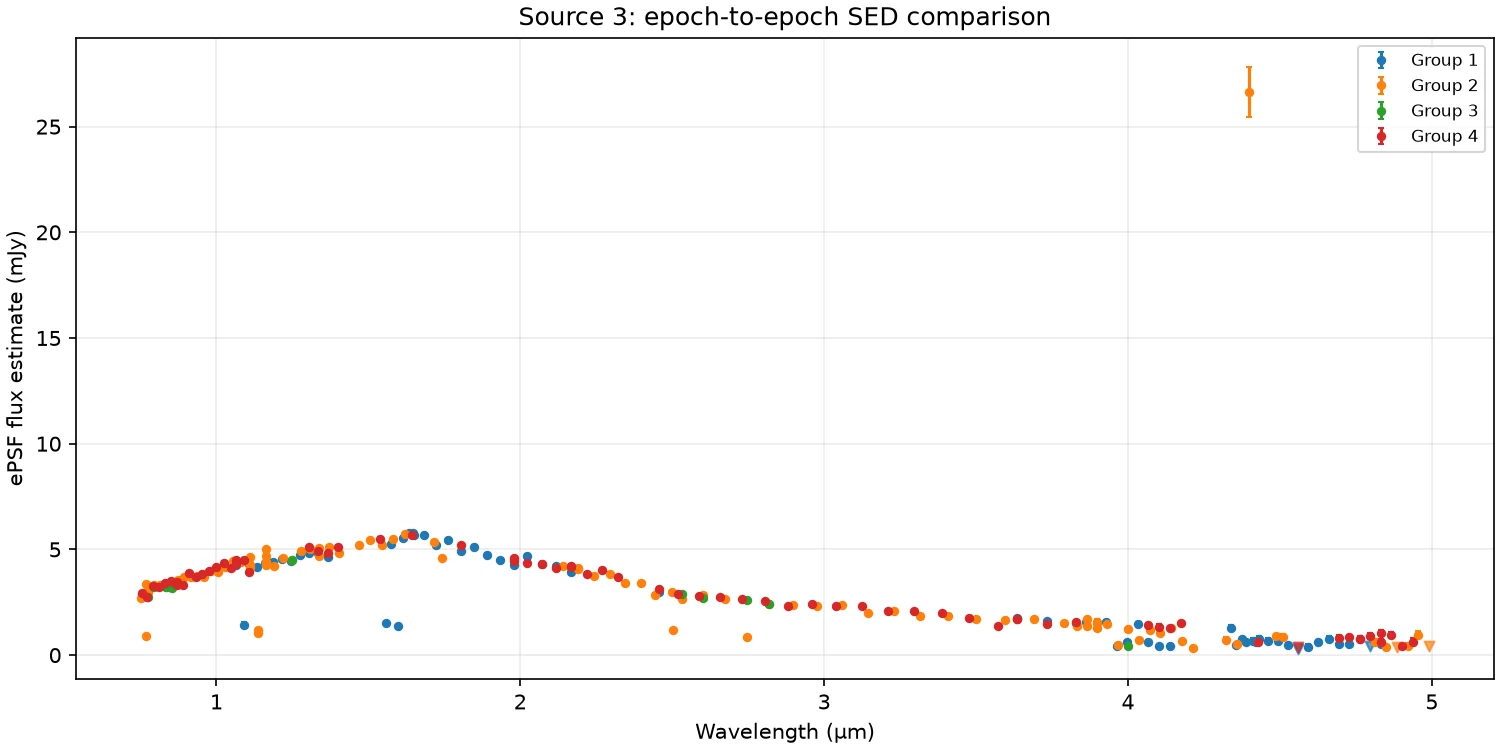 Source 3: epoch-to-epoch SED comparison
Group 1
Group 2
Group 3
Group 4
25
20
15
10
5
0
ePSF flux estimate (mJy)
1 2 3 4 5
Wavelength (µm)